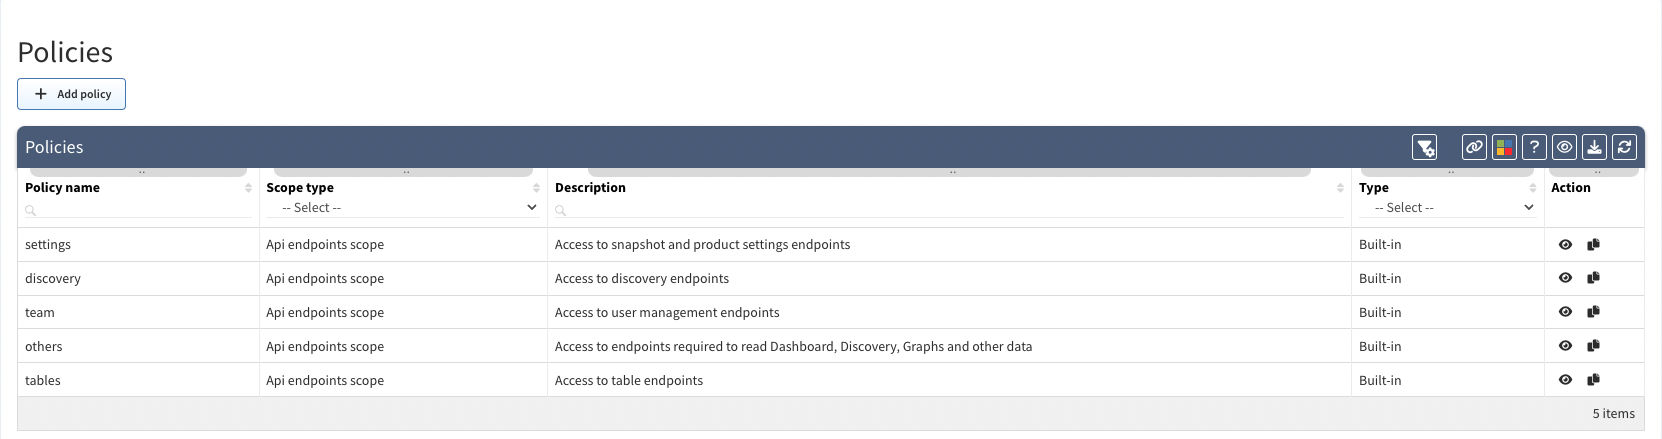 Policies
Add policy
Policies ?
Policy name Scope type Description Type Action
-- Select -- -- Select --
settings Api endpoints scope Access to snapshot and product settings endpoints Built-in
discovery Api endpoints scope Access to discovery endpoints Built-in
team Api endpoints scope Access to user management endpoints Built-in
others Api endpoints scope Access to endpoints required to read Dashboard, Discovery, Graphs and other data Built-in
tables Api endpoints scope Access to table endpoints Built-in
5 items